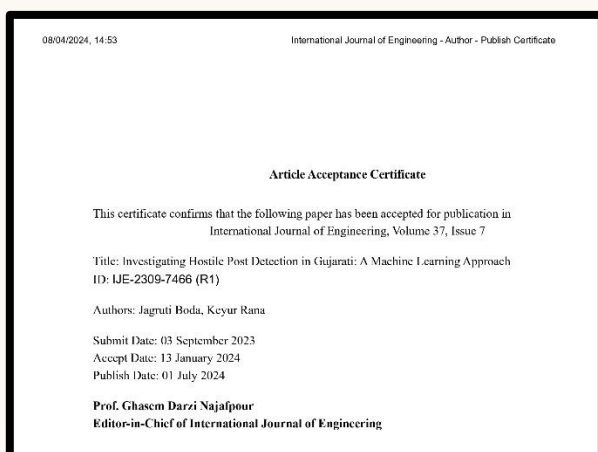 08/04/2024, 14:53 International Journal of Engineering - Author - Publish Certificate
Article Acceptance Certificate
This certificate confirms that the following paper has been accepted for publication in
International Journal of Engineering, Volume 37, Issue 7
Title: Investigating Hostile Post Detection in Gujarati: A Machine Learning Approach
ID: IJE-2309-7466 (R1)
Authors: Jagruti Boda, Keyur Rana
Submit Date: 03 September 2023
Accept Date: 13 January 2024
Publish Date: 01 July 2024
Prof. Ghasem Darzi Najafpour
Editor-in-Chief of International Journal of Engineering